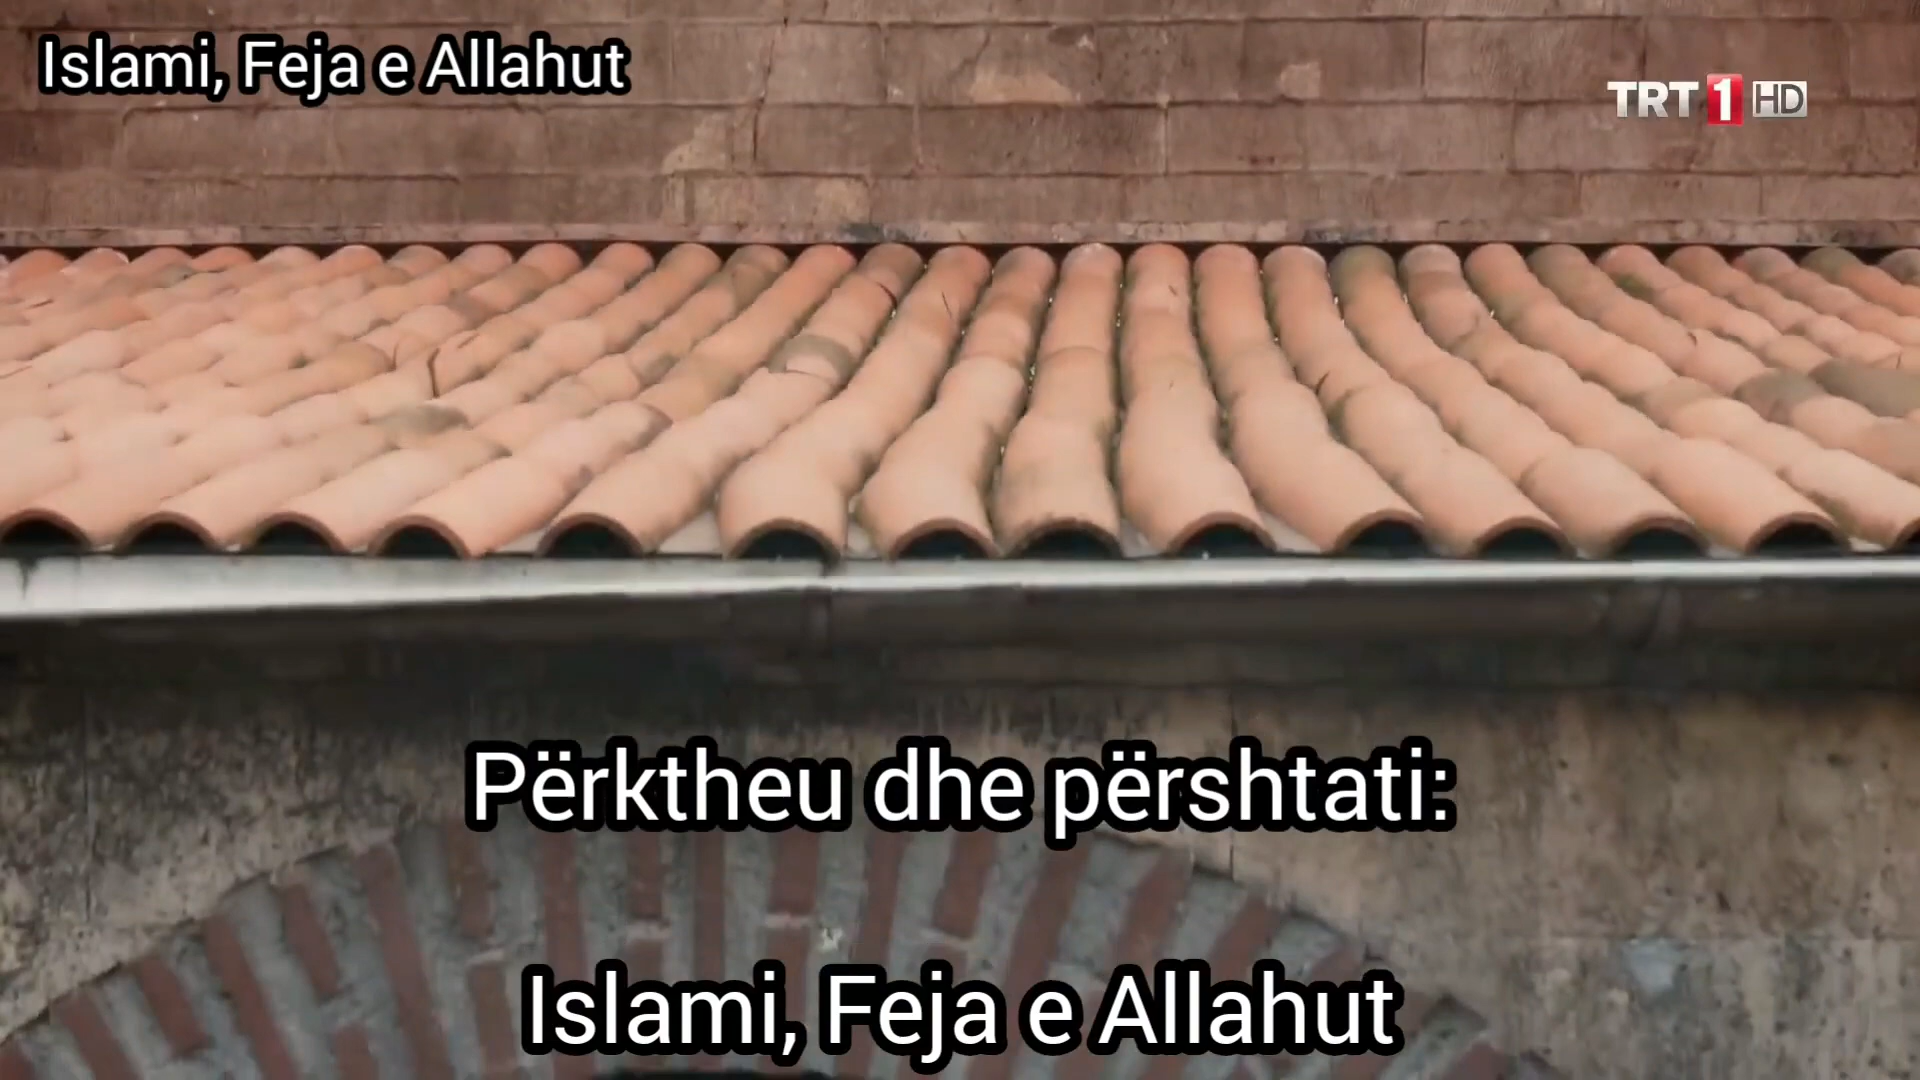 Islami, Feja e Allahut
TRT 1 HD
Përktheu dhe përshtati:
Islami, Feja e Allahut